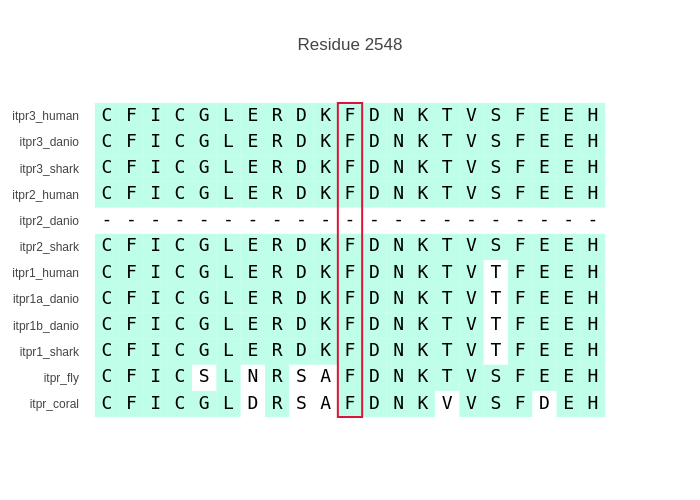 Residue 2548
itpr3_human C F I C G L E R D K F D N K T V S F E E H
itpr3_danio C F I C G L E R D K F D N K T V S F E E H
itpr3_shark C F I C G L E R D K F D N K T V S F E E H
itpr2_human C F I C G L E R D K F D N K T V S F E E H
itpr2_danio - - - - - - - - - - - - - - - - - - - - -
itpr2_shark C F I C G L E R D K F D N K T V S F E E H
itpr1_human C F I C G L E R D K F D N K T V T F E E H
itpr1a_danio C F I C G L E R D K F D N K T V T F E E H
itpr1b_danio C F I C G L E R D K F D N K T V T F E E H
itpr1_shark C F I C G L E R D K F D N K T V T F E E H
itpr_fly C F I C S L N R S A F D N K T V S F E E H
itpr_coral C F I C G L D R S A F D N K V V S F D E H